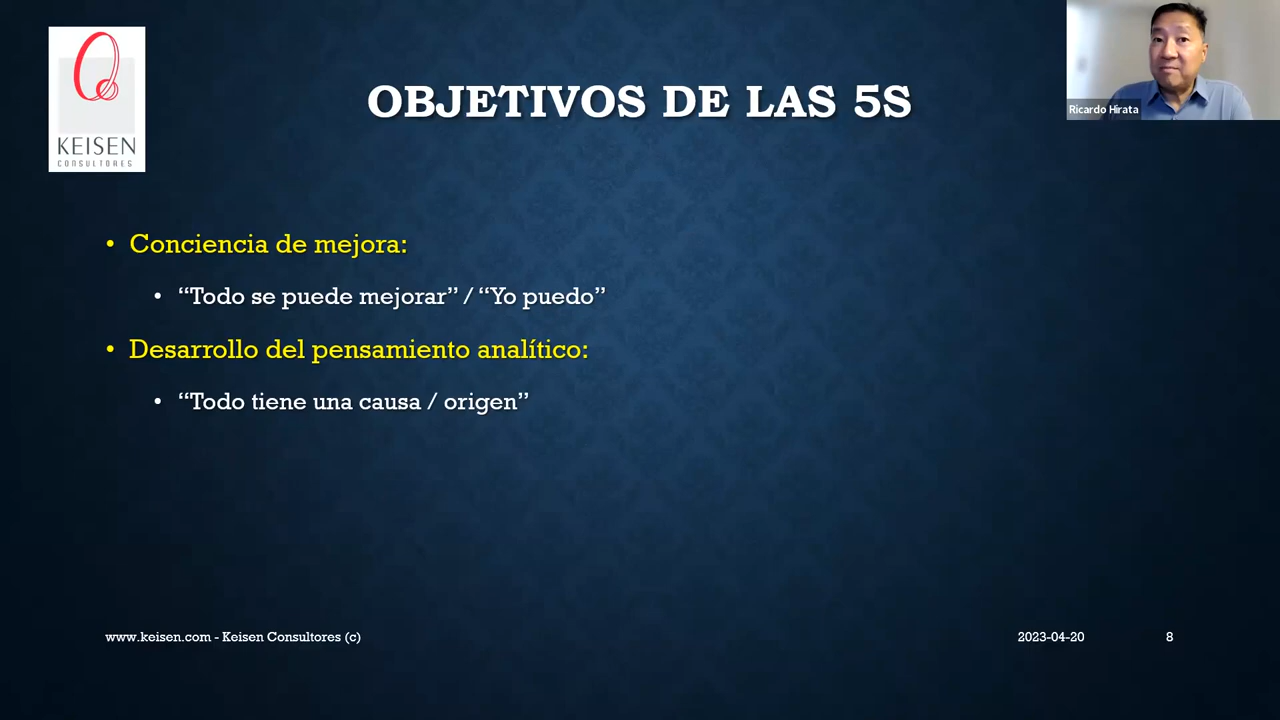 KEISEN
CONSULTORES
OBJETIVOS DE LAS 5S
Ricardo Hirata
• Conciencia de mejora:
• “Todo se puede mejorar” / “Yo puedo”
• Desarrollo del pensamiento analítico:
• “Todo tiene una causa / origen”
www.keisen.com - Keisen Consultores (c)
2023-04-20
8